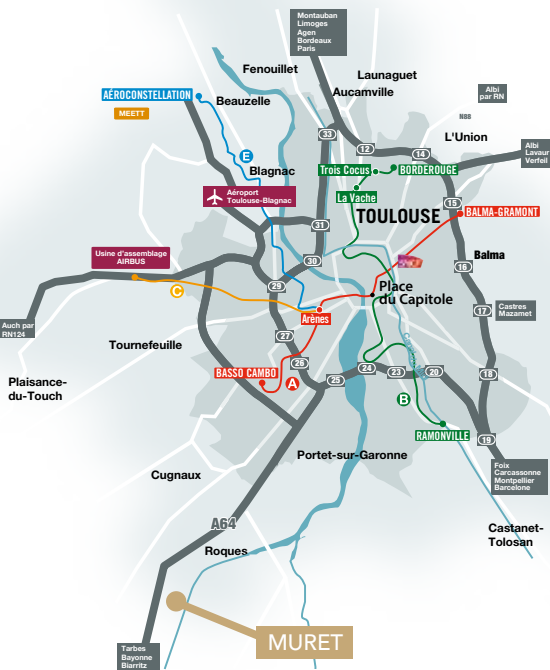 Montauban
Limoges
Agen
Bordeaux
Paris
Fenouillet
Launaguet
Aucamville
AÉROCONSTELLATION
Beauzelle
MEETT
Albi
par RN
N88
L'Union
33
12
14
Albi
Lavaur
Verfeil
E
Blagnac
Trois Cocus
BORDEROUGE
La Vache
Aéroport
Toulouse-Blagnac
15
TOULOUSE
BALMA-GRAMONT
31
Usine d'assemblage
AIRBUS
30
Balma
16
C
29
Place
du Capitole
17
Castres
Mazamet
Arènes
Auch par
RN124
27
Tournefeuille
26
BASSO CAMBO
A
25
24
23
20
18
Plaisance-
du-Touch
B
RAMONVILLE
19
Portet-sur-Garonne
Foix
Carcassonne
Montpellier
Barcelone
Cugnaux
A64
Castanet-
Tolosan
Roques
MURET
Tarbes
Bayonne
Biarritz